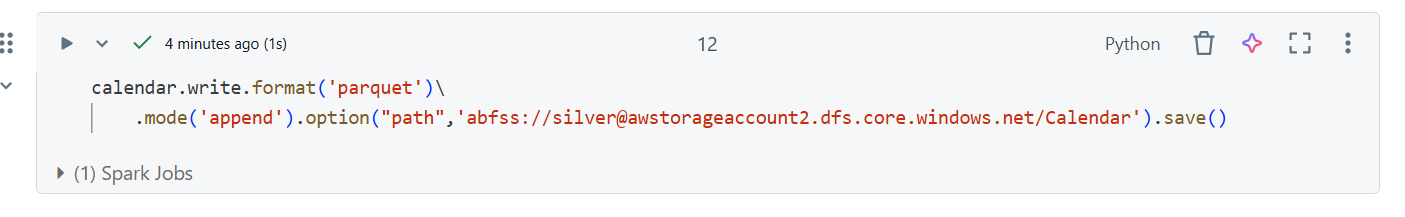 4 minutes ago (1s)
12
Python
calendar.write.format('parquet')\
.mode('append').option("path",'abfss://silver@awstorageaccount2.dfs.core.windows.net/Calendar').save()
(1) Spark Jobs